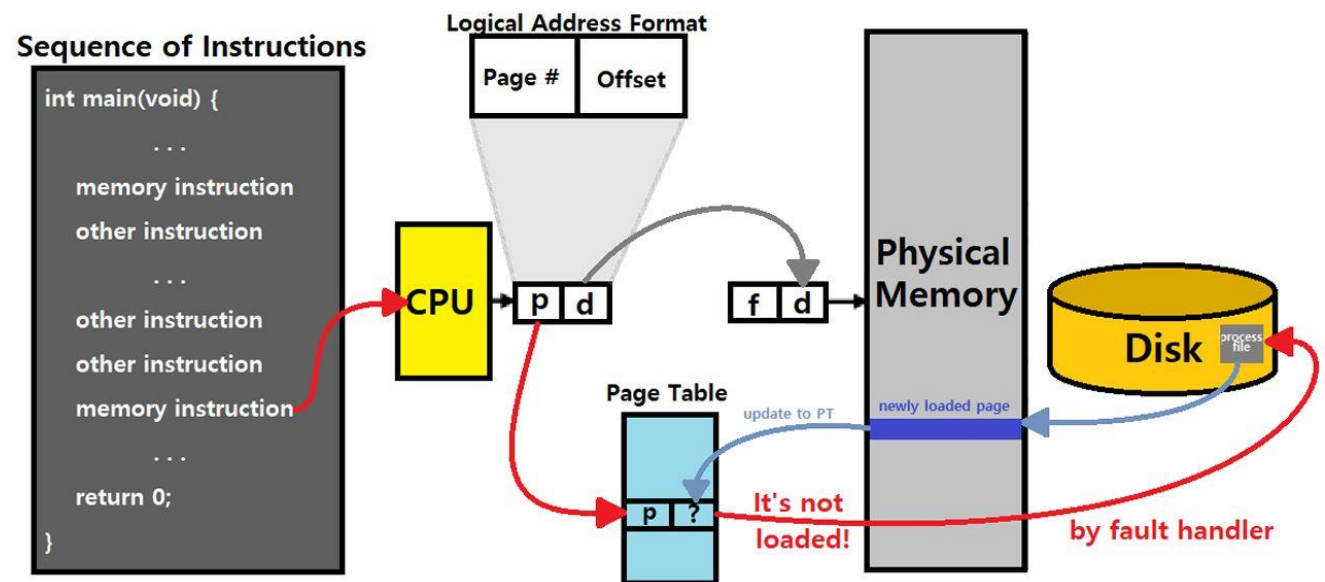 Logical Address Format
Page #
Offset
Sequence of Instructions
int main(void) {
. . .
memory instruction
other instruction
. . .
other instruction
other instruction
memory instruction
. . .
return 0;
}
CPU
p
d
f
d
Physical
Memory
Disk
process
file
Page Table
update to PT
newly loaded page
p
?
It's not
loaded!
by fault handler